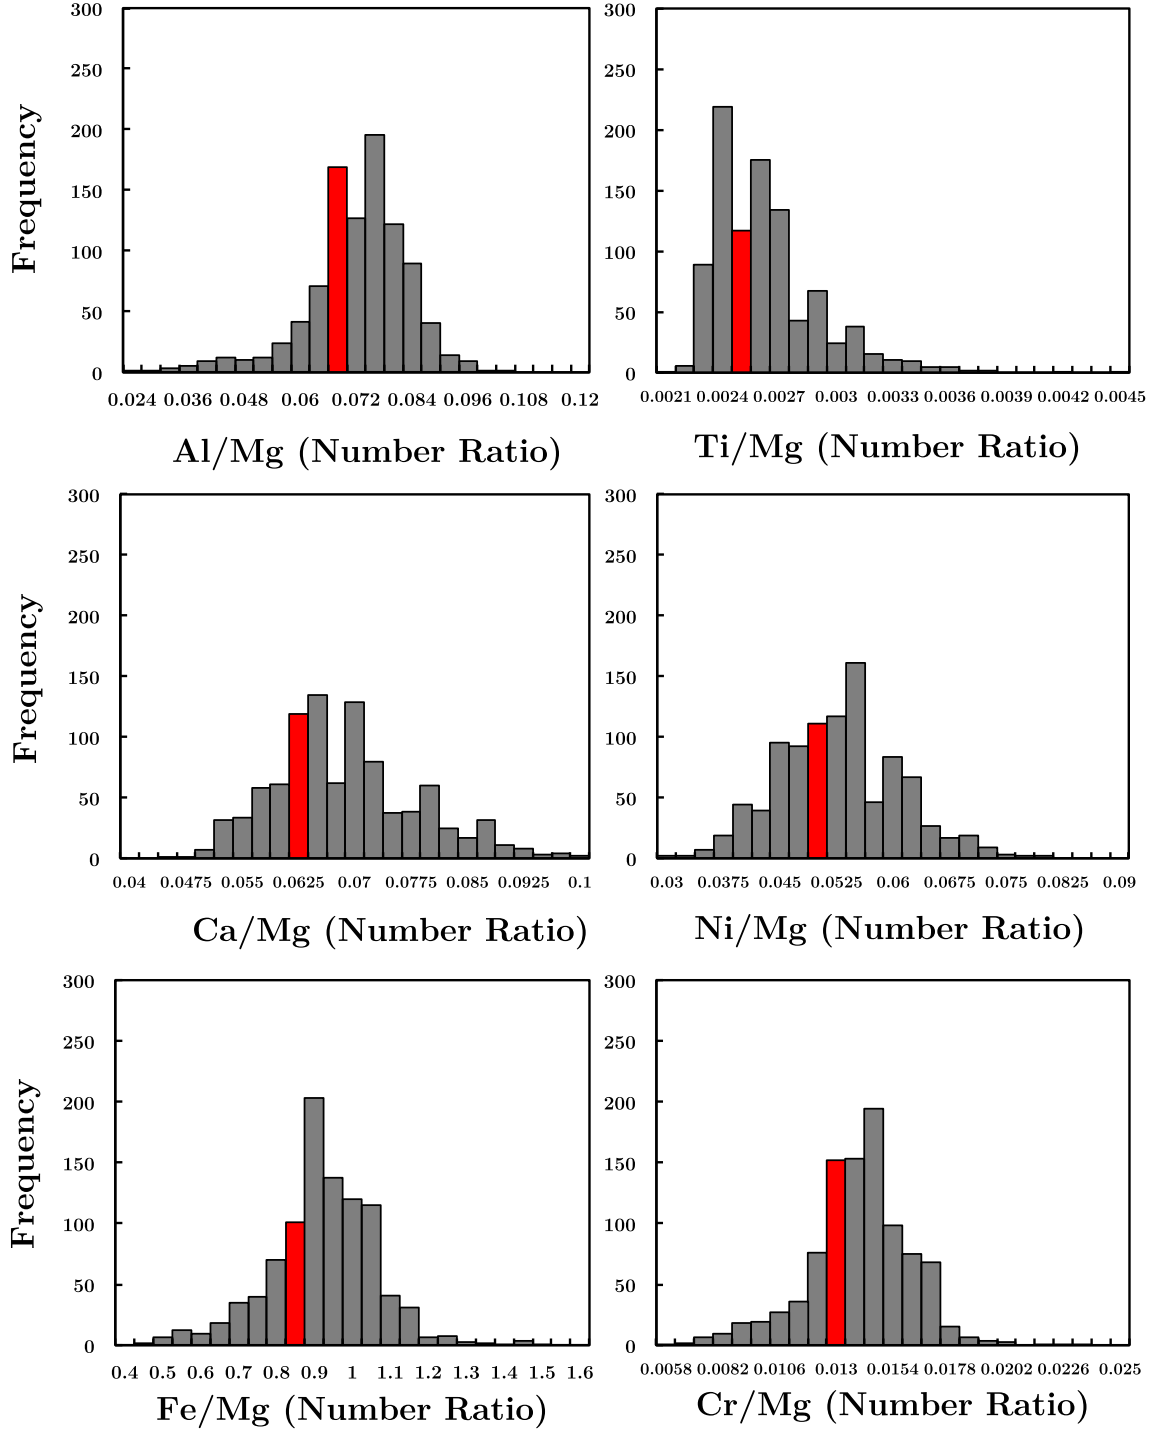 300 300
250 250
200 200
150 150
100 100
50 50
0 0
Frequency
0.024 0.036 0.048 0.06 0.072 0.084 0.096 0.108 0.12
0.0021 0.0024 0.0027 0.003 0.0033 0.0036 0.0039 0.0042 0.0045
Al/Mg (Number Ratio)
Ti/Mg (Number Ratio)
300 300
250 250
200 200
150 150
100 100
50 50
0 0
Frequency
0.04 0.0475 0.055 0.0625 0.07 0.0775 0.085 0.0925 0.1
0.03 0.0375 0.045 0.0525 0.06 0.0675 0.075 0.0825 0.09
Ca/Mg (Number Ratio)
Ni/Mg (Number Ratio)
300 300
250 250
200 200
150 150
100 100
50 50
0 0
Frequency
0.4 0.5 0.6 0.7 0.8 0.9 1 1.1 1.2 1.3 1.4 1.5 1.6
0.0058 0.0082 0.0106 0.013 0.0154 0.0178 0.0202 0.0226 0.025
Fe/Mg (Number Ratio)
Cr/Mg (Number Ratio)